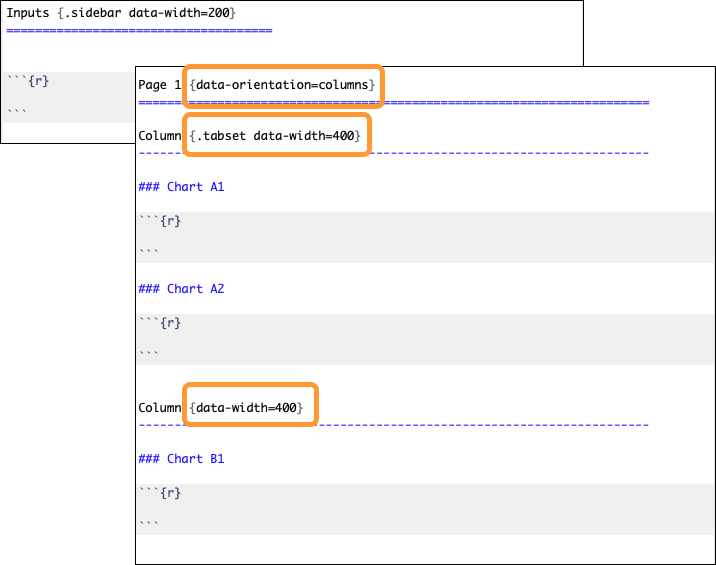 Inputs {.sidebar data-width=200}
=====================================
```{r}
```
Page 1 {data-orientation=columns}
=======================================================================
Column {.tabset data-width=400}
-----------------------------------------------------------------------
### Chart A1
```{r}
```
### Chart A2
```{r}
```
Column {data-width=400}
-----------------------------------------------------------------------
### Chart B1
```{r}
```